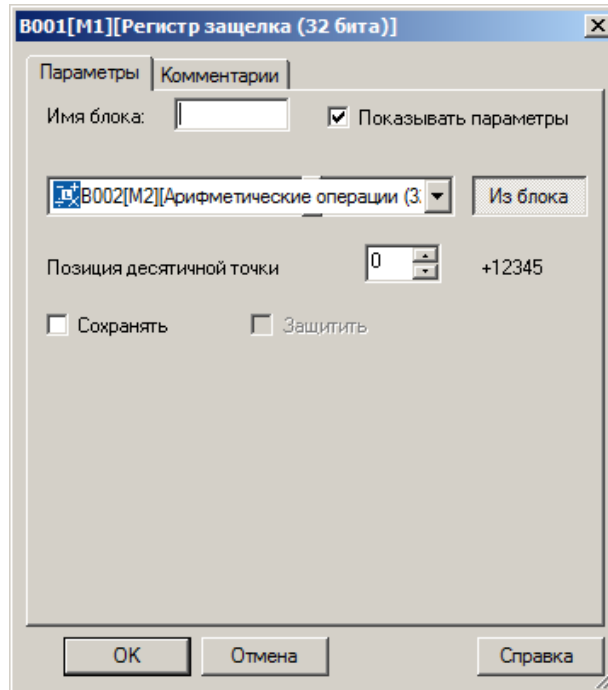 B001[M1][Регистр защелка (32 бита)]
Параметры Комментарии
Имя блока: Показывать параметры
B002[M2][Арифметические операции (3 Из блока
Позиция десятичной точки 0 +12345
Сохранять Защитить
OK Отмена Справка